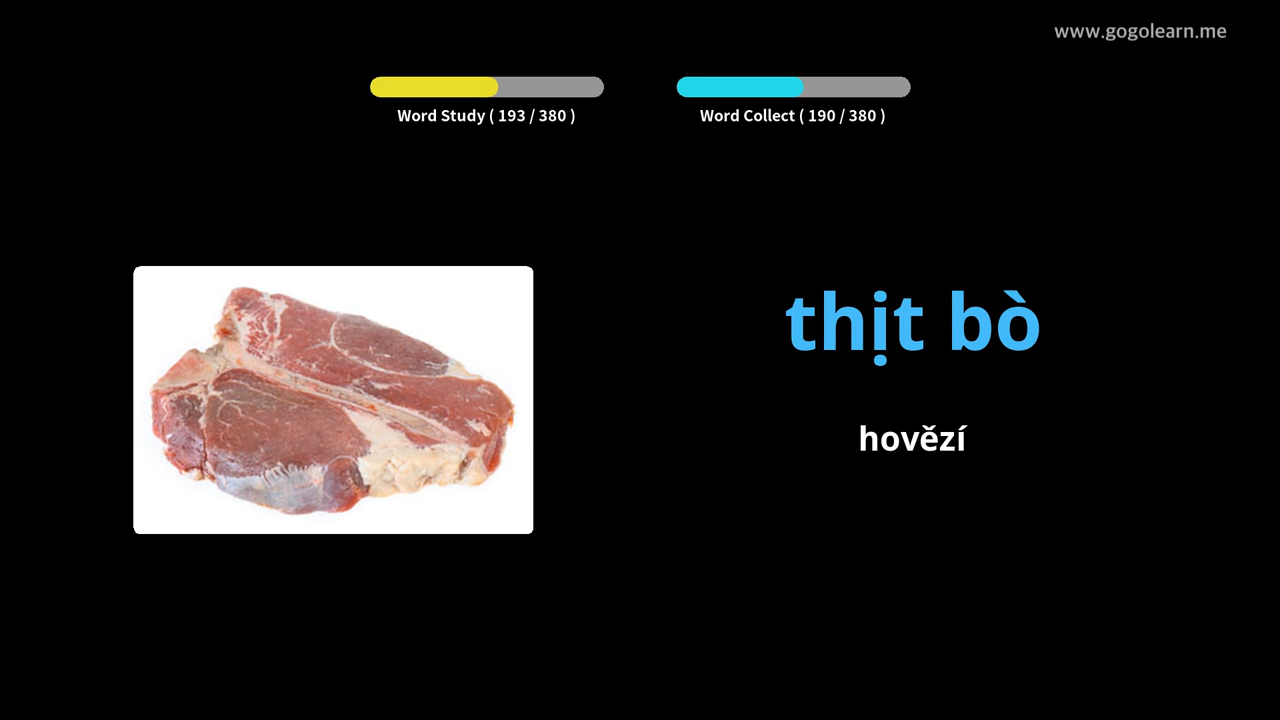 www.gogolearn.me
Word Study ( 193 / 380 )
Word Collect ( 190 / 380 )
thịt bò
hovězí